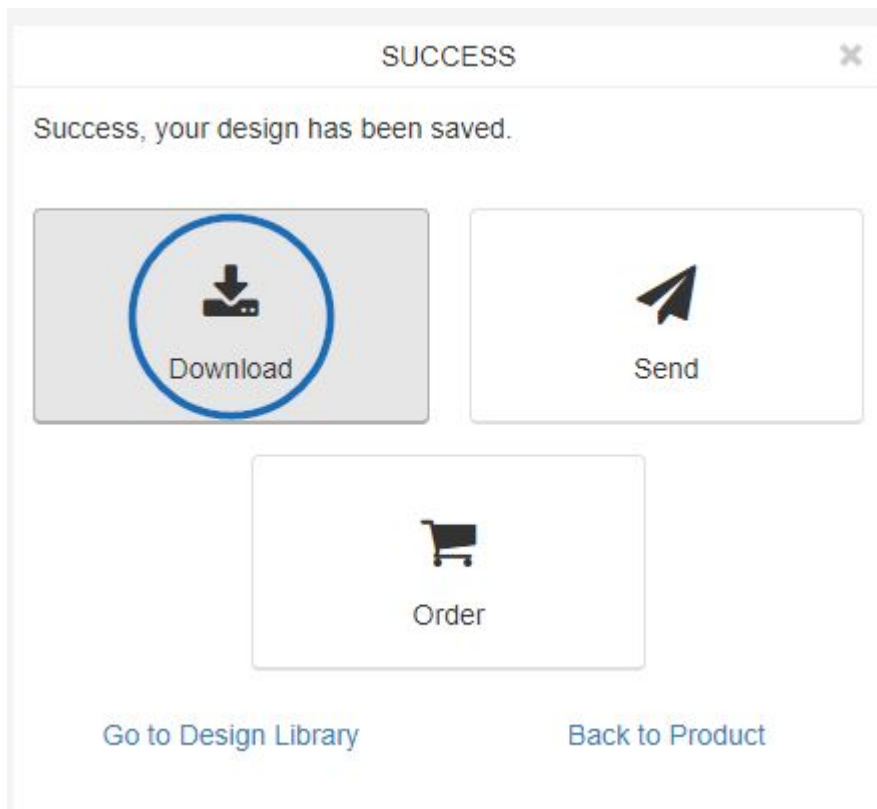 SUCCESS
Success, your design has been saved.
Download
Send
Order
Go to Design Library
Back to Product